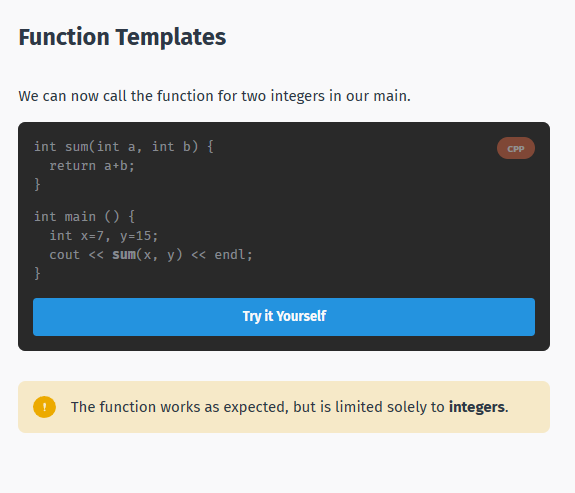 Function Templates
We can now call the function for two integers in our main.
CPP
int sum(int a, int b) {
  return a+b;
}
int main () {
  int x=7, y=15;
  cout << sum(x, y) << endl;
}
Try it Yourself
! The function works as expected, but is limited solely to integers.